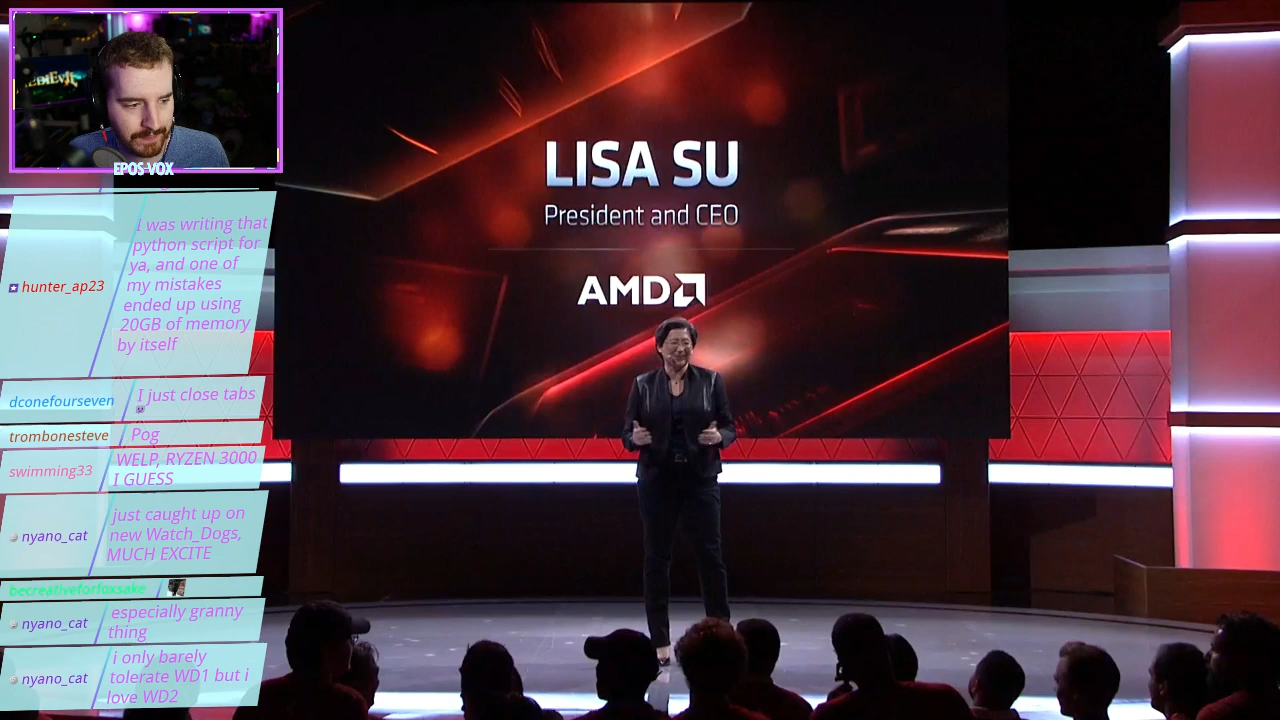 EDIEVIL
EPOS VOX
LISA SU
President and CEO
AMD
hunter_ap23
I was writing that
python script for
ya, and one of
my mistakes
ended up using
20GB of memory
by itself
dconefourseven
I just close tabs
trombonesteve
Pog
swimming33
WELP, RYZEN 3000
I GUESS
nyano_cat
just caught up on
new Watch_Dogs,
MUCH EXCITE
becreativeforfoxsake
nyano_cat
especially granny
thing
nyano_cat
i only barely
tolerate WD1 but i
love WD2